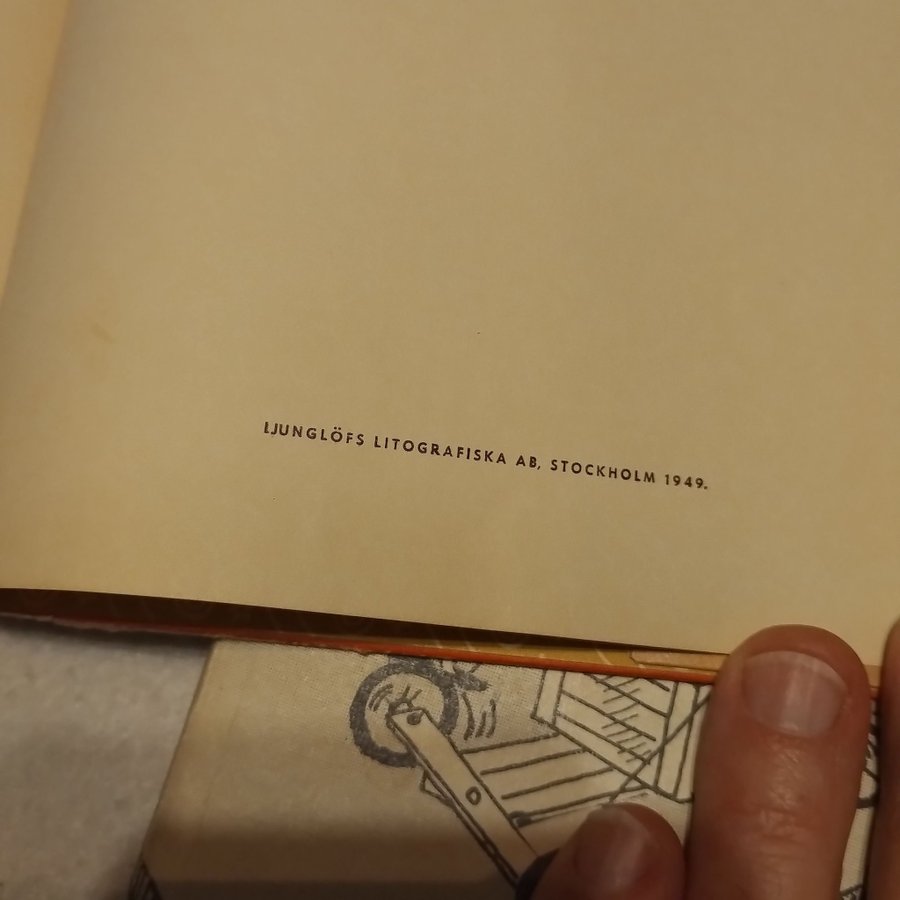 LJUNGLÖFS LITOGRAFISKA AB, STOCKHOLM 1949.